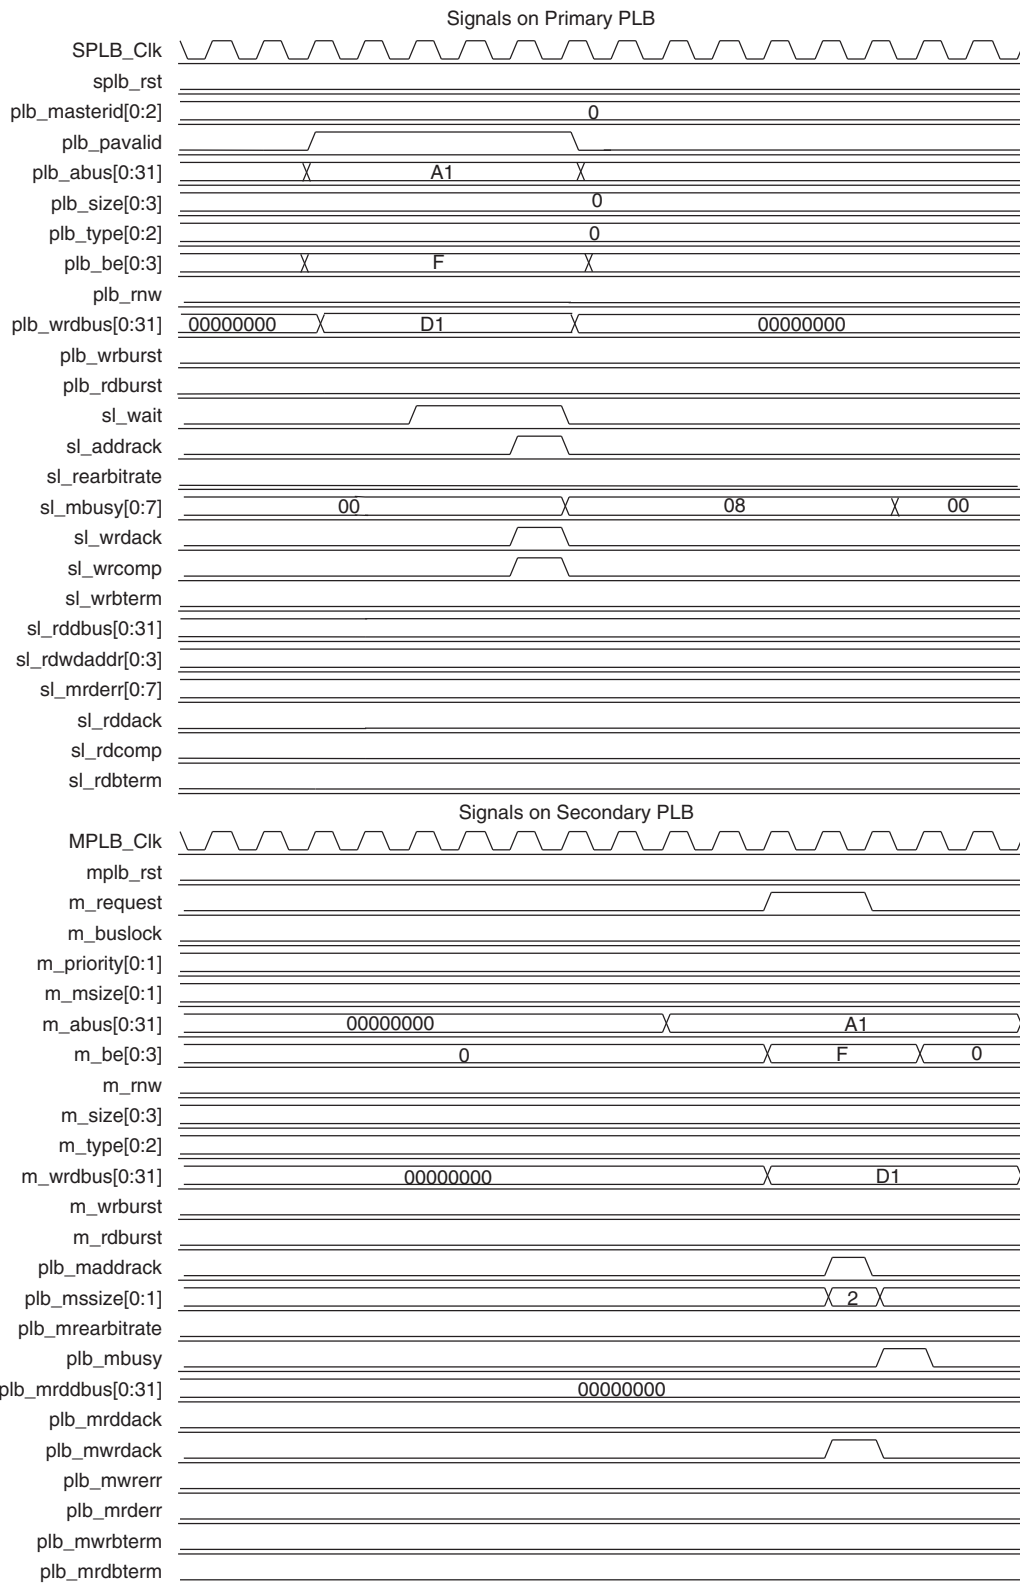 Signals on Primary PLB
SPLB_Clk
splb_rst
plb_masterid[0:2] 0
plb_pavalid
plb_abus[0:31] A1
plb_size[0:3] 0
plb_type[0:2] 0
plb_be[0:3] F
plb_rnw
plb_wrdbus[0:31] 00000000 D1 00000000
plb_wrburst
plb_rdburst
sl_wait
sl_addrack
sl_rearbitrate
sl_mbusy[0:7] 00 08 00
sl_wrdack
sl_wrcomp
sl_wrbterm
sl_rddbus[0:31]
sl_rdwdaddr[0:3]
sl_mrderr[0:7]
sl_rddack
sl_rdcomp
sl_rdbterm
Signals on Secondary PLB
MPLB_Clk
mplb_rst
m_request
m_buslock
m_priority[0:1]
m_msize[0:1]
m_abus[0:31] 00000000 A1
m_be[0:3] 0 F 0
m_rnw
m_size[0:3]
m_type[0:2]
m_wrdbus[0:31] 00000000 D1
m_wrburst
m_rdburst
plb_maddrack
plb_mssize[0:1] 2
plb_mrearbitrate
plb_mbusy
plb_mrddbus[0:31] 00000000
plb_mrddack
plb_mwrdack
plb_mwrerr
plb_mrderr
plb_mwrbterm
plb_mrdbterm